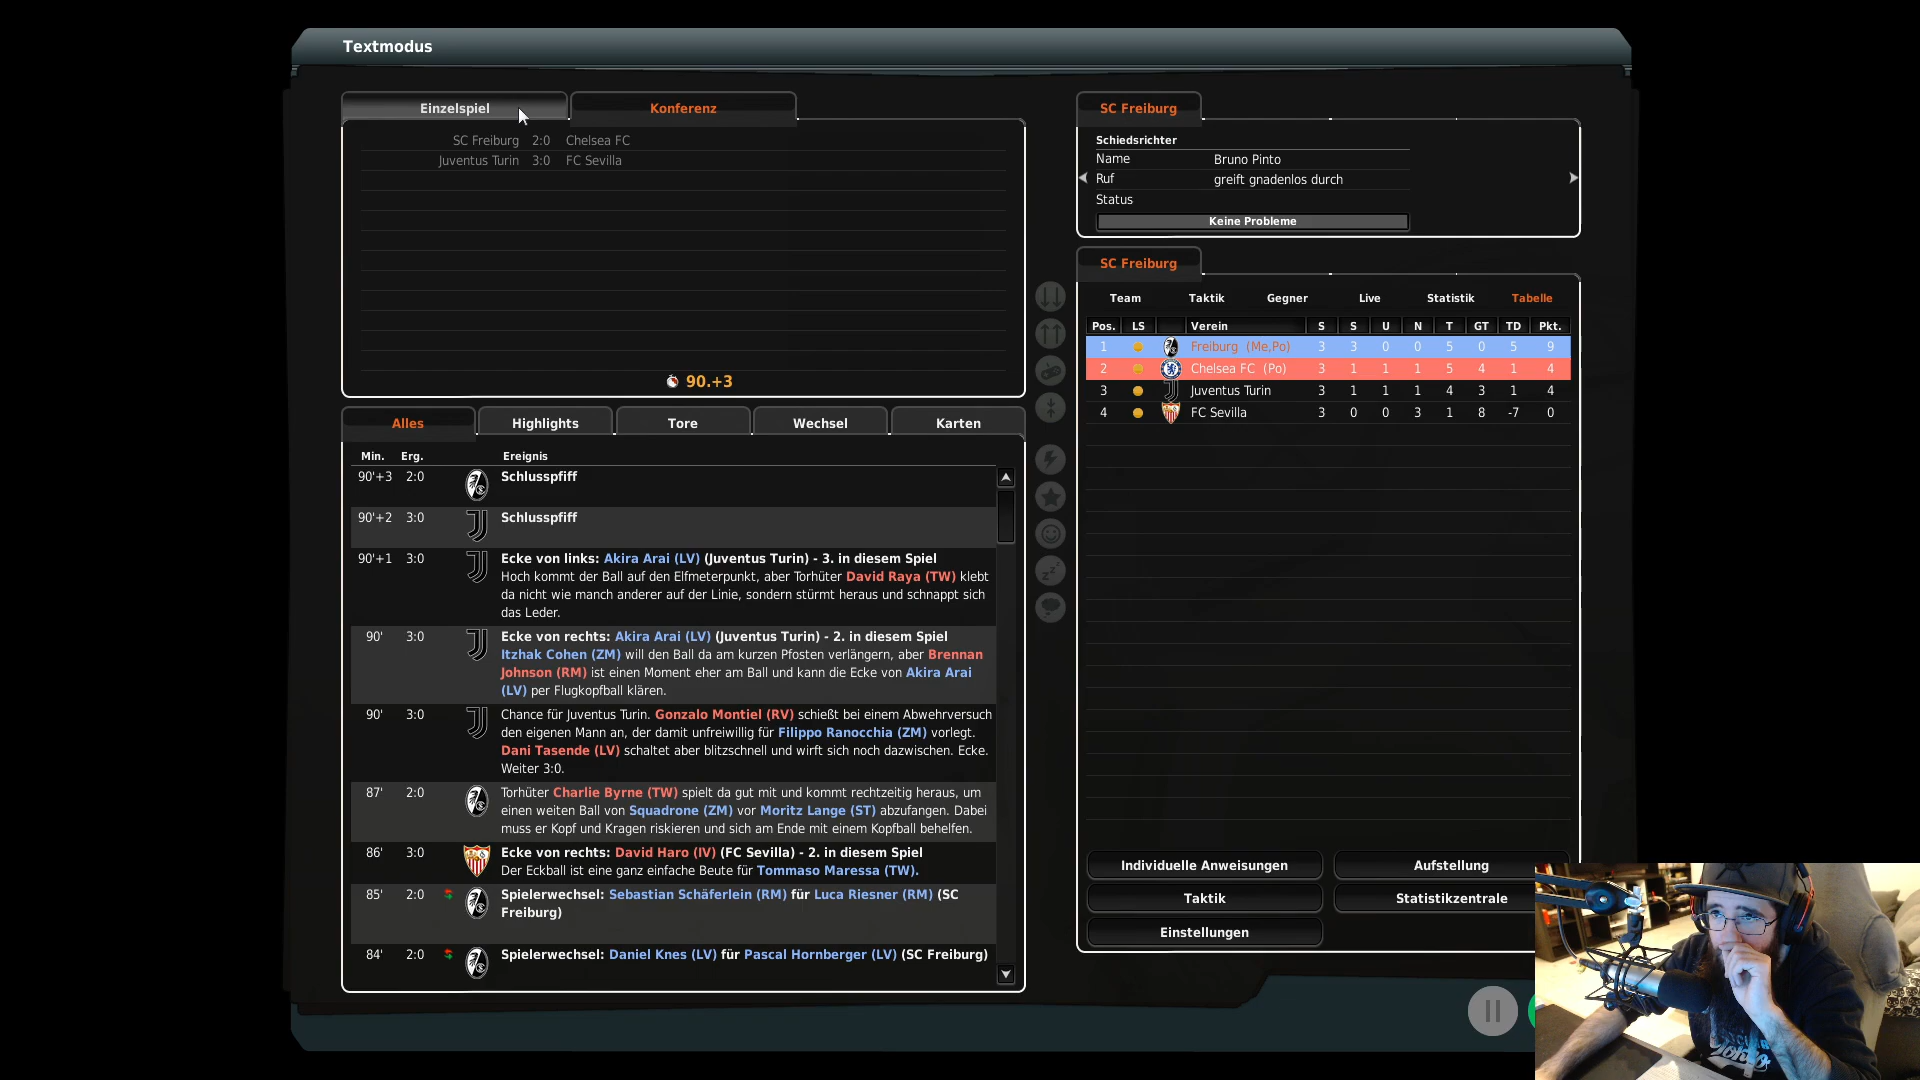 Textmodus
Einzelspiel
Konferenz
SC Freiburg 2:0 Chelsea FC
Juventus Turin 3:0 FC Sevilla
90.+3
Alles
Highlights
Tore
Wechsel
Karten
Min. Erg. Ereignis
90'+3 2:0 Schlusspfiff
90'+2 3:0 Schlusspfiff
90'+1 3:0 Ecke von links: Akira Arai (LV) (Juventus Turin) - 3. in diesem Spiel
Hoch kommt der Ball auf den Elfmeterpunkt, aber Torhüter David Raya (TW) klebt
da nicht wie manch anderer auf der Linie, sondern stürmt heraus und schnappt sich
das Leder.
90' 3:0 Ecke von rechts: Akira Arai (LV) (Juventus Turin) - 2. in diesem Spiel
Itzhak Cohen (ZM) will den Ball da am kurzen Pfosten verlängern, aber Brennan
Johnson (RM) ist einen Moment eher am Ball und kann die Ecke von Akira Arai
(LV) per Flugkopfball klären.
90' 3:0 Chance für Juventus Turin. Gonzalo Montiel (RV) schießt bei einem Abwehrversuch
den eigenen Mann an, der damit unfreiwillig für Filippo Ranocchia (ZM) vorlegt.
Dani Tasende (LV) schaltet aber blitzschnell und wirft sich noch dazwischen. Ecke.
Weiter 3:0.
87' 2:0 Torhüter Charlie Byrne (TW) spielt da gut mit und kommt rechtzeitig heraus, um
einen weiten Ball von Squadrone (ZM) vor Moritz Lange (ST) abzufangen. Dabei
muss er Kopf und Kragen riskieren und sich am Ende mit einem Kopfball behelfen.
86' 3:0 Ecke von rechts: David Haro (IV) (FC Sevilla) - 2. in diesem Spiel
Der Eckball ist eine ganz einfache Beute für Tommaso Maressa (TW).
85' 2:0 Spielerwechsel: Sebastian Schäferlein (RM) für Luca Riesner (RM) (SC
Freiburg)
84' 2:0 Spielerwechsel: Daniel Knes (LV) für Pascal Hornberger (LV) (SC Freiburg)
SC Freiburg
Schiedsrichter
Name Bruno Pinto
Ruf greift gnadenlos durch
Status
Keine Probleme
SC Freiburg
Team Taktik Gegner Live Statistik Tabelle
Pos. LS Verein S S U N T GT TD Pkt.
1 Freiburg (Me,Po) 3 3 0 0 5 0 5 9
2 Chelsea FC (Po) 3 1 1 1 5 4 1 4
3 Juventus Turin 3 1 1 1 4 3 1 4
4 FC Sevilla 3 0 0 3 1 8 -7 0
Individuelle Anweisungen
Aufstellung
Taktik
Statistikzentrale
Einstellungen